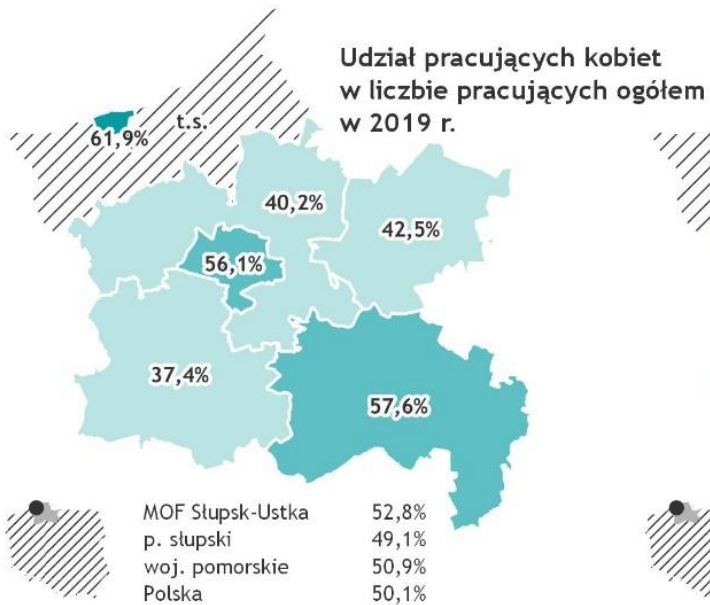 Udział pracujących kobiet
w liczbie pracujących ogółem
w 2019 r.
61,9%
t.s.
40,2%
42,5%
56,1%
37,4%
57,6%
MOF Słupsk-Ustka 52,8%
p. słupski 49,1%
woj. pomorskie 50,9%
Polska 50,1%